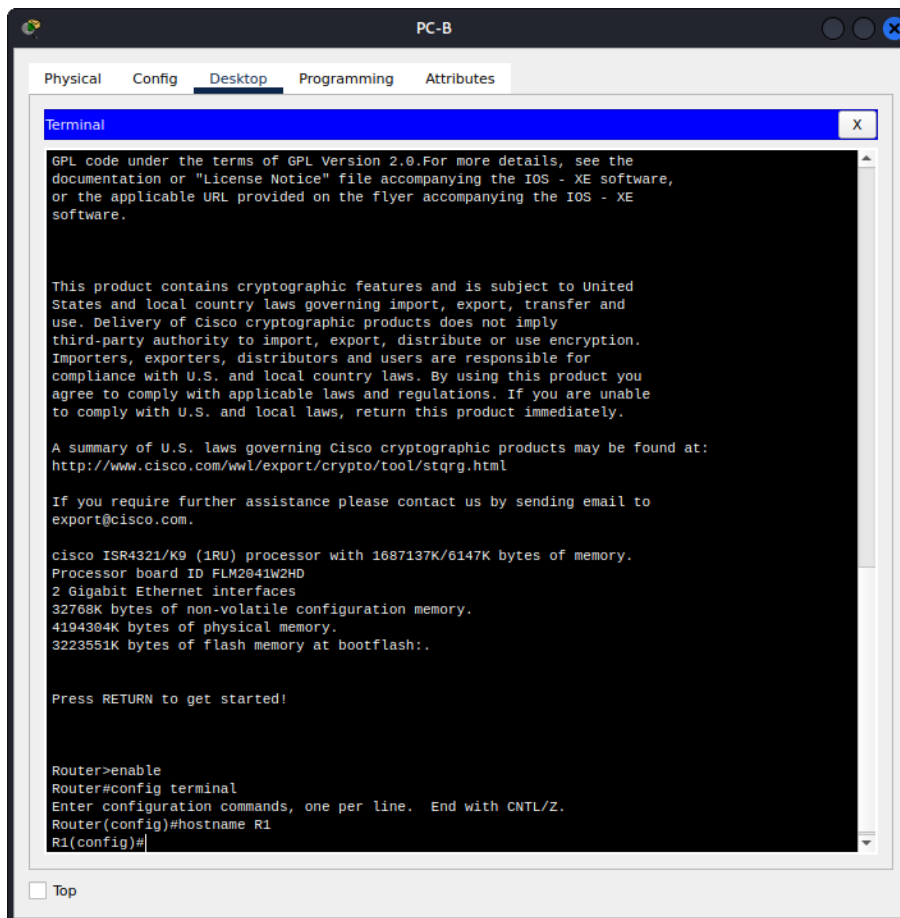 PC-B
Physical Config Desktop Programming Attributes
Terminal X
GPL code under the terms of GPL Version 2.0.For more details, see the
documentation or "License Notice" file accompanying the IOS - XE software,
or the applicable URL provided on the flyer accompanying the IOS - XE
software.
This product contains cryptographic features and is subject to United
States and local country laws governing import, export, transfer and
use. Delivery of Cisco cryptographic products does not imply
third-party authority to import, export, distribute or use encryption.
Importers, exporters, distributors and users are responsible for
compliance with U.S. and local country laws. By using this product you
agree to comply with applicable laws and regulations. If you are unable
to comply with U.S. and local laws, return this product immediately.
A summary of U.S. laws governing Cisco cryptographic products may be found at:
http://www.cisco.com/wwl/export/crypto/tool/stqrg.html
If you require further assistance please contact us by sending email to
export@cisco.com.
cisco ISR4321/K9 (1RU) processor with 1687137K/6147K bytes of memory.
Processor board ID FLM2041W2HD
2 Gigabit Ethernet interfaces
32768K bytes of non-volatile configuration memory.
4194304K bytes of physical memory.
3223551K bytes of flash memory at bootflash:.
Press RETURN to get started!
Router>enable
Router#config terminal
Enter configuration commands, one per line.  End with CNTL/Z.
Router(config)#hostname R1
R1(config)#
Top